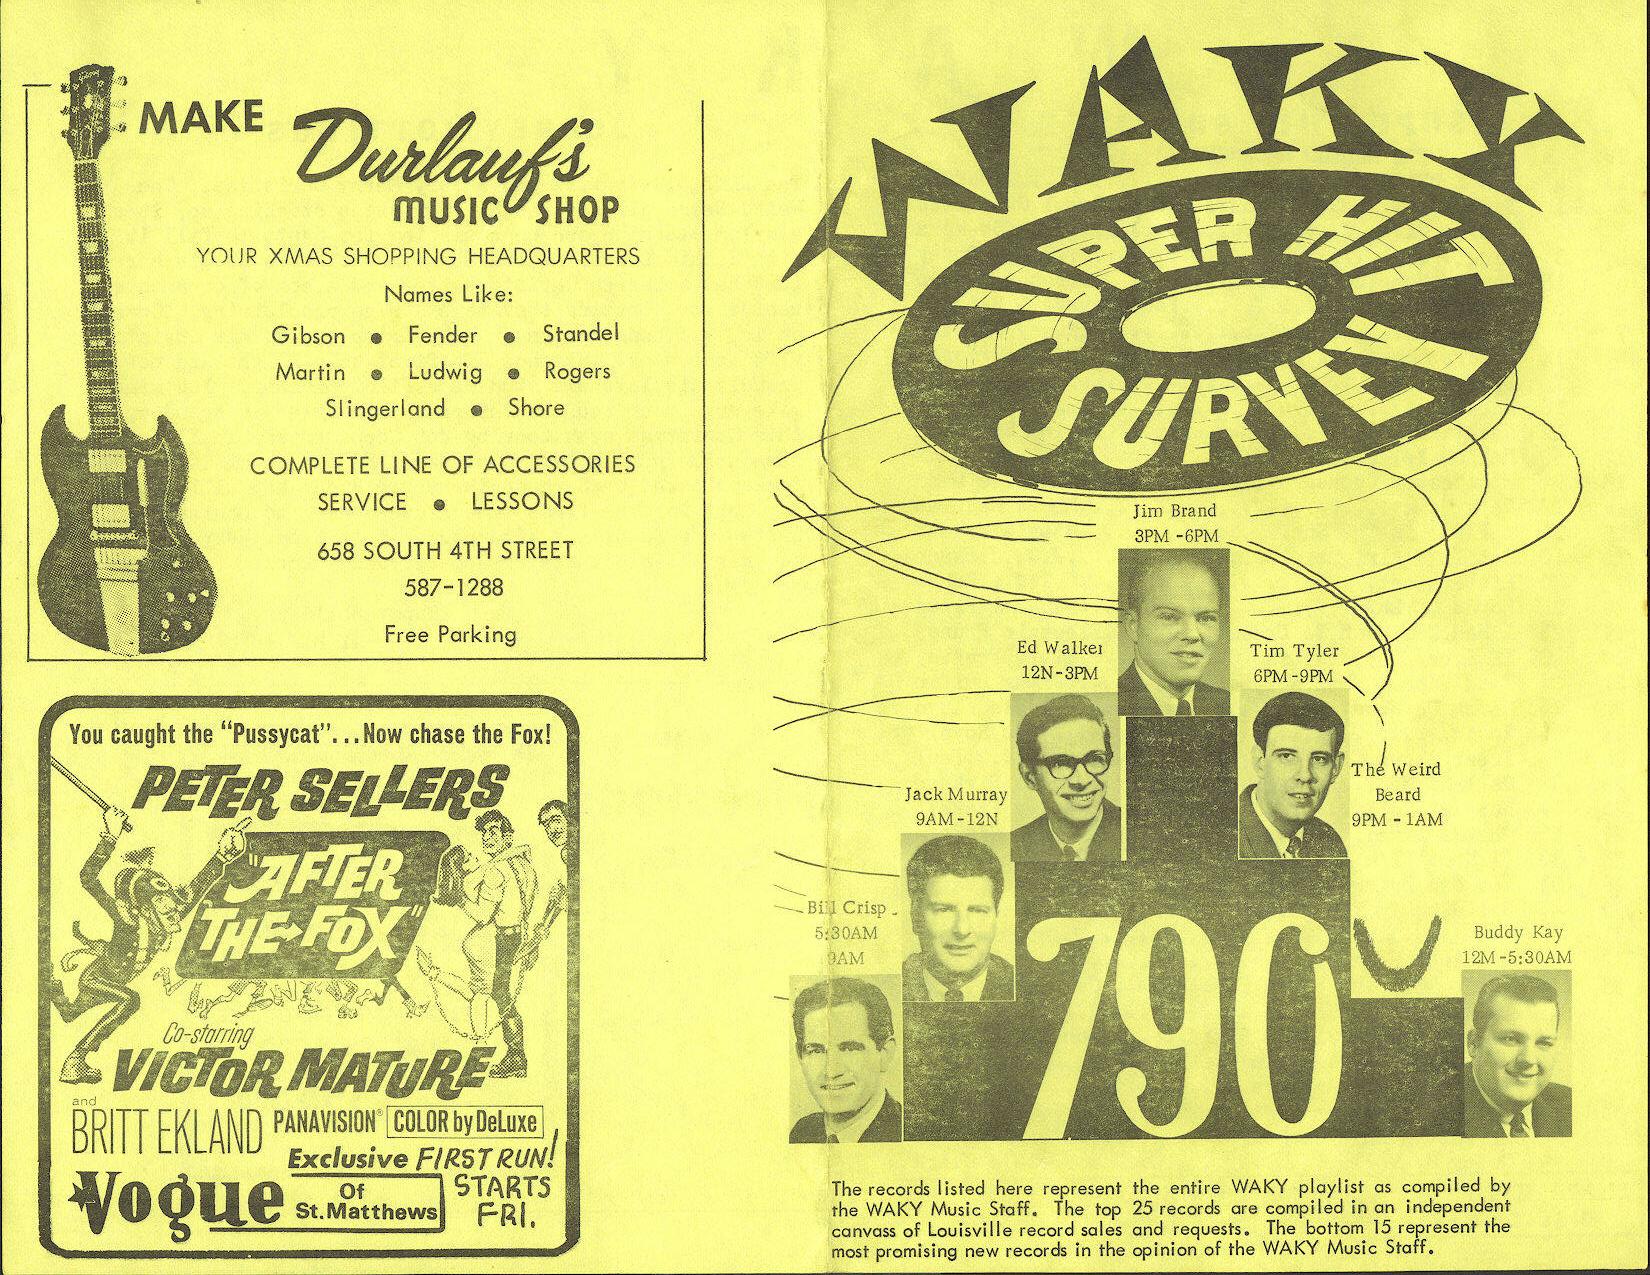 MAKE Durlauf's
MUSIC SHOP
YOUR XMAS SHOPPING HEADQUARTERS
Names Like:
Gibson • Fender • Standel
Martin • Ludwig • Rogers
Slingerland • Shore
COMPLETE LINE OF ACCESSORIES
SERVICE • LESSONS
658 SOUTH 4TH STREET
587-1288
Free Parking
You caught the "Pussycat"...Now chase the Fox!
PETER SELLERS
"AFTER
THE FOX"
Co-starring
VICTOR MATURE
and
BRITT EKLAND PANAVISION® COLOR by DeLuxe
Exclusive FIRST RUN!
Vogue Of
St. Matthews
STARTS
FRI.
WAKY
SUPER HIT
SURVEY
Jim Brand
3PM -6PM
Ed Walker
12N-3PM
Tim Tyler
6PM-9PM
Jack Murray
9AM-12N
The Weird
Beard
9PM - 1AM
Bill Crisp
5:30AM
9AM
Buddy Kay
12M-5:30AM
790
The records listed here represent the entire WAKY playlist as compiled by
the WAKY Music Staff. The top 25 records are compiled in an independent
canvass of Louisville record sales and requests. The bottom 15 represent the
most promising new records in the opinion of the WAKY Music Staff.